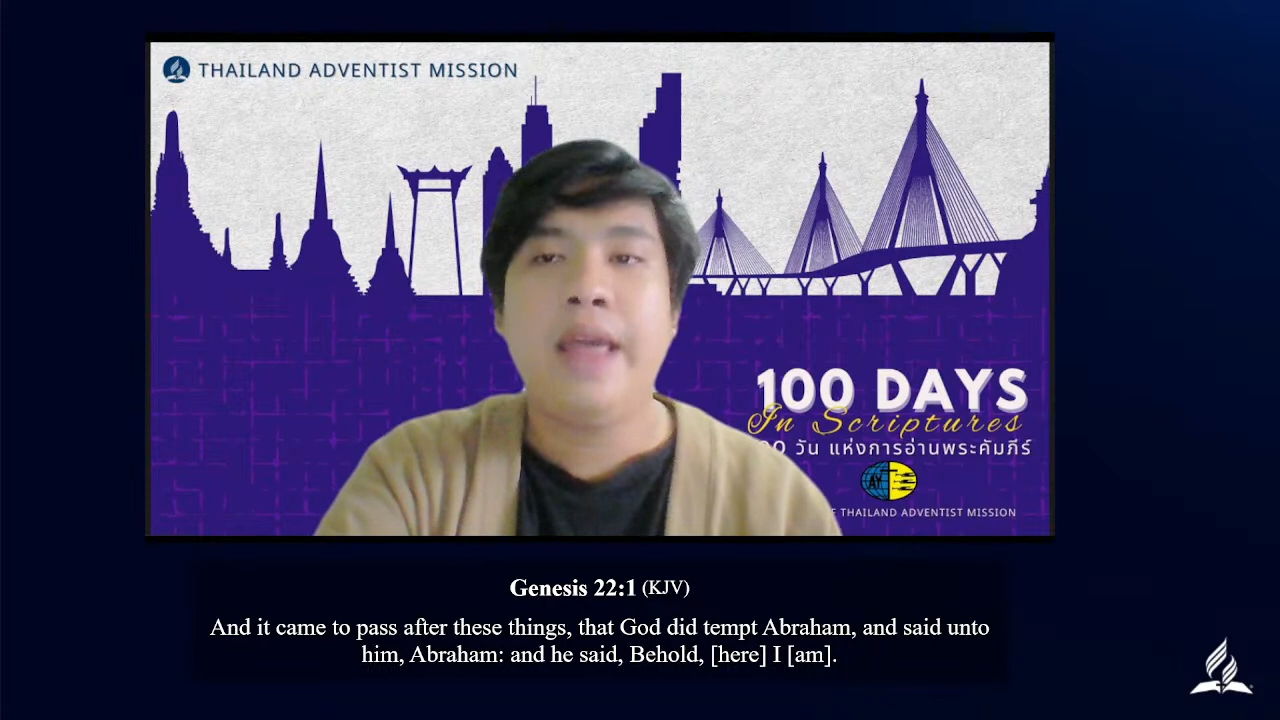 THAILAND ADVENTIST MISSION
100 DAYS
In Scriptures
วัน แห่งการอ่านพระคัมภีร์
AY
THAILAND ADVENTIST MISSION
Genesis 22:1 (KJV)
And it came to pass after these things, that God did tempt Abraham, and said unto
him, Abraham: and he said, Behold, [here] I [am].